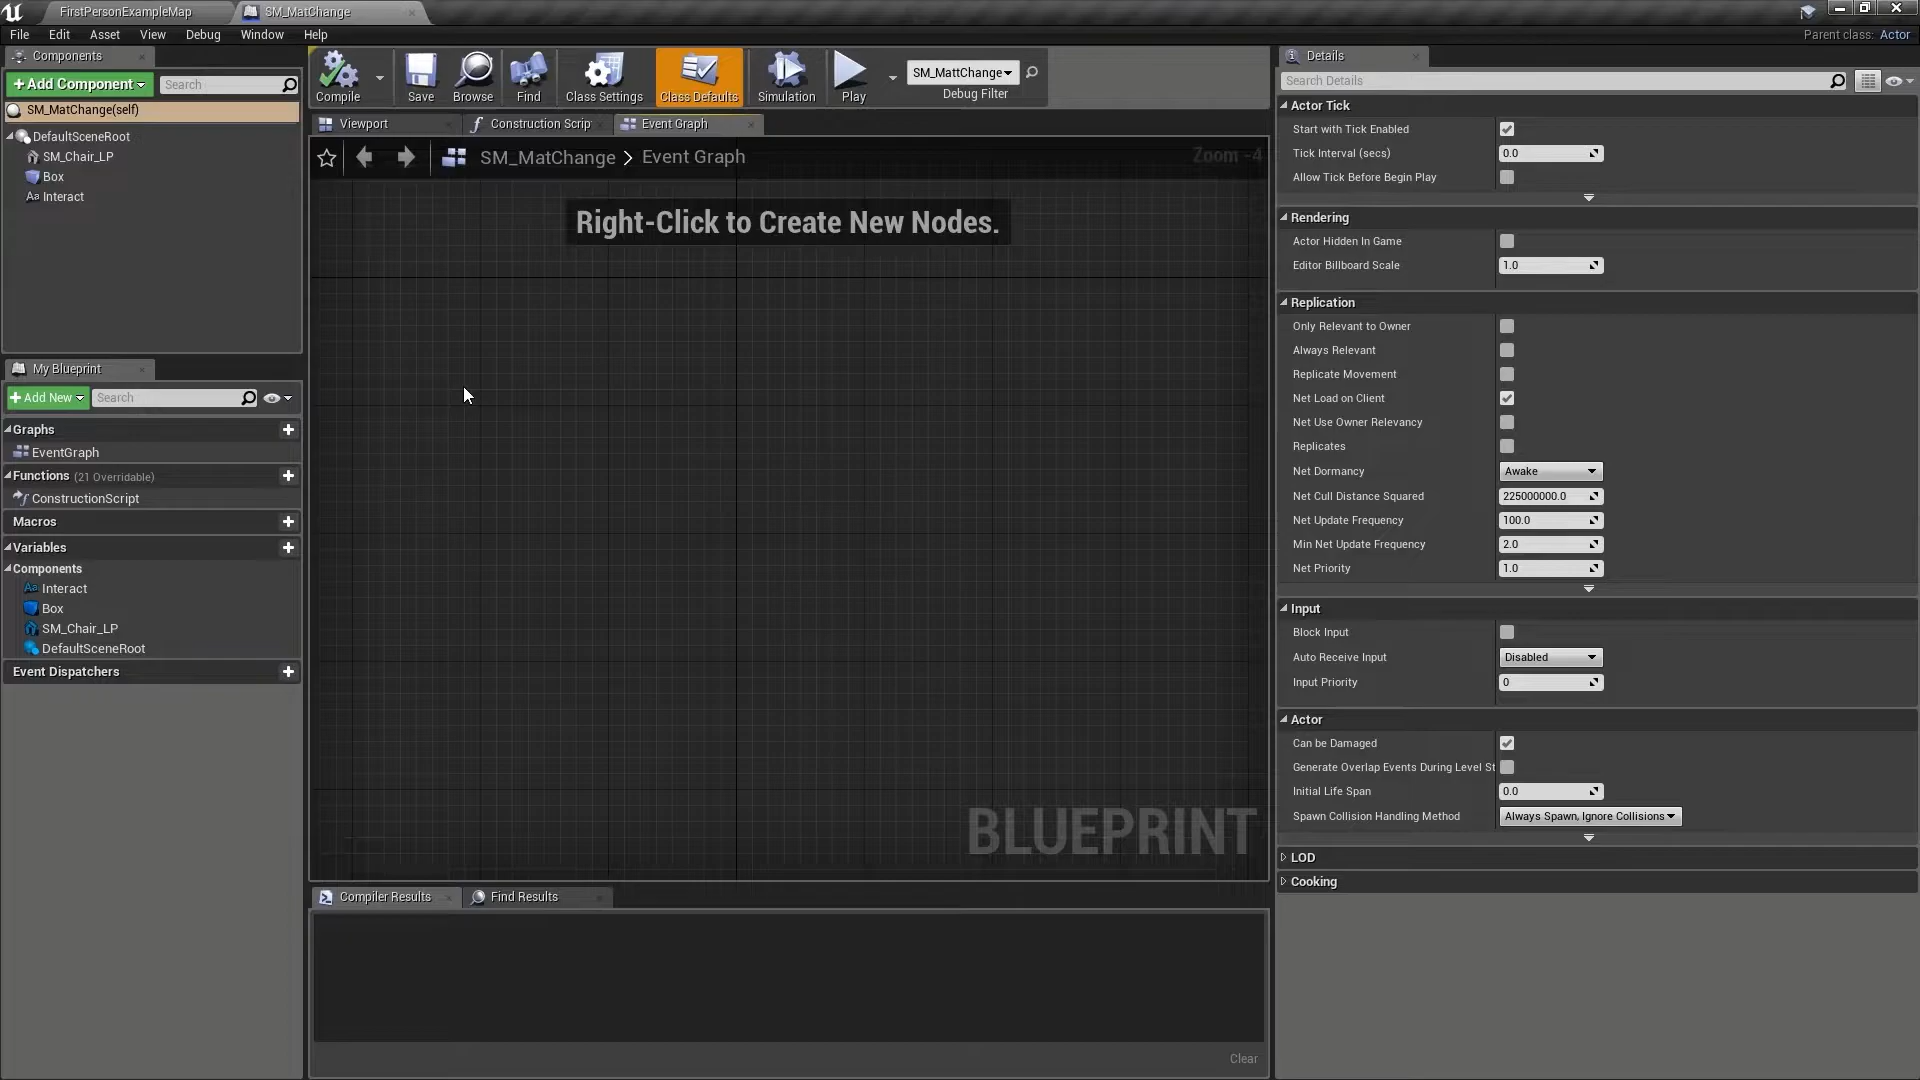 FirstPersonExampleMap
SM_MatChange
File Edit Asset View Debug Window Help
Parent class: Actor
Components
+ Add Component
Search
SM_MatChange(self)
DefaultSceneRoot
SM_Chair_LP
Box
Aa Interact
My Blueprint
+ Add New
Search
Graphs
EventGraph
Functions (21 Overridable)
ConstructionScript
Macros
Variables
Components
Aa Interact
Box
SM_Chair_LP
DefaultSceneRoot
Event Dispatchers
Compile
Save
Browse
Find
Class Settings
Class Defaults
Simulation
Play
SM_MattChange
Debug Filter
Viewport
Construction Scrip
Event Graph
SM_MatChange > Event Graph
Zoom -4
Right-Click to Create New Nodes.
BLUEPRINT
Compiler Results
Find Results
Clear
Details
Search Details
Actor Tick
Start with Tick Enabled
Tick Interval (secs) 0.0
Allow Tick Before Begin Play
Rendering
Actor Hidden In Game
Editor Billboard Scale 1.0
Replication
Only Relevant to Owner
Always Relevant
Replicate Movement
Net Load on Client
Net Use Owner Relevancy
Replicates
Net Dormancy Awake
Net Cull Distance Squared 225000000.0
Net Update Frequency 100.0
Min Net Update Frequency 2.0
Net Priority 1.0
Input
Block Input
Auto Receive Input Disabled
Input Priority 0
Actor
Can be Damaged
Generate Overlap Events During Level St
Initial Life Span 0.0
Spawn Collision Handling Method Always Spawn, Ignore Collisions
LOD
Cooking